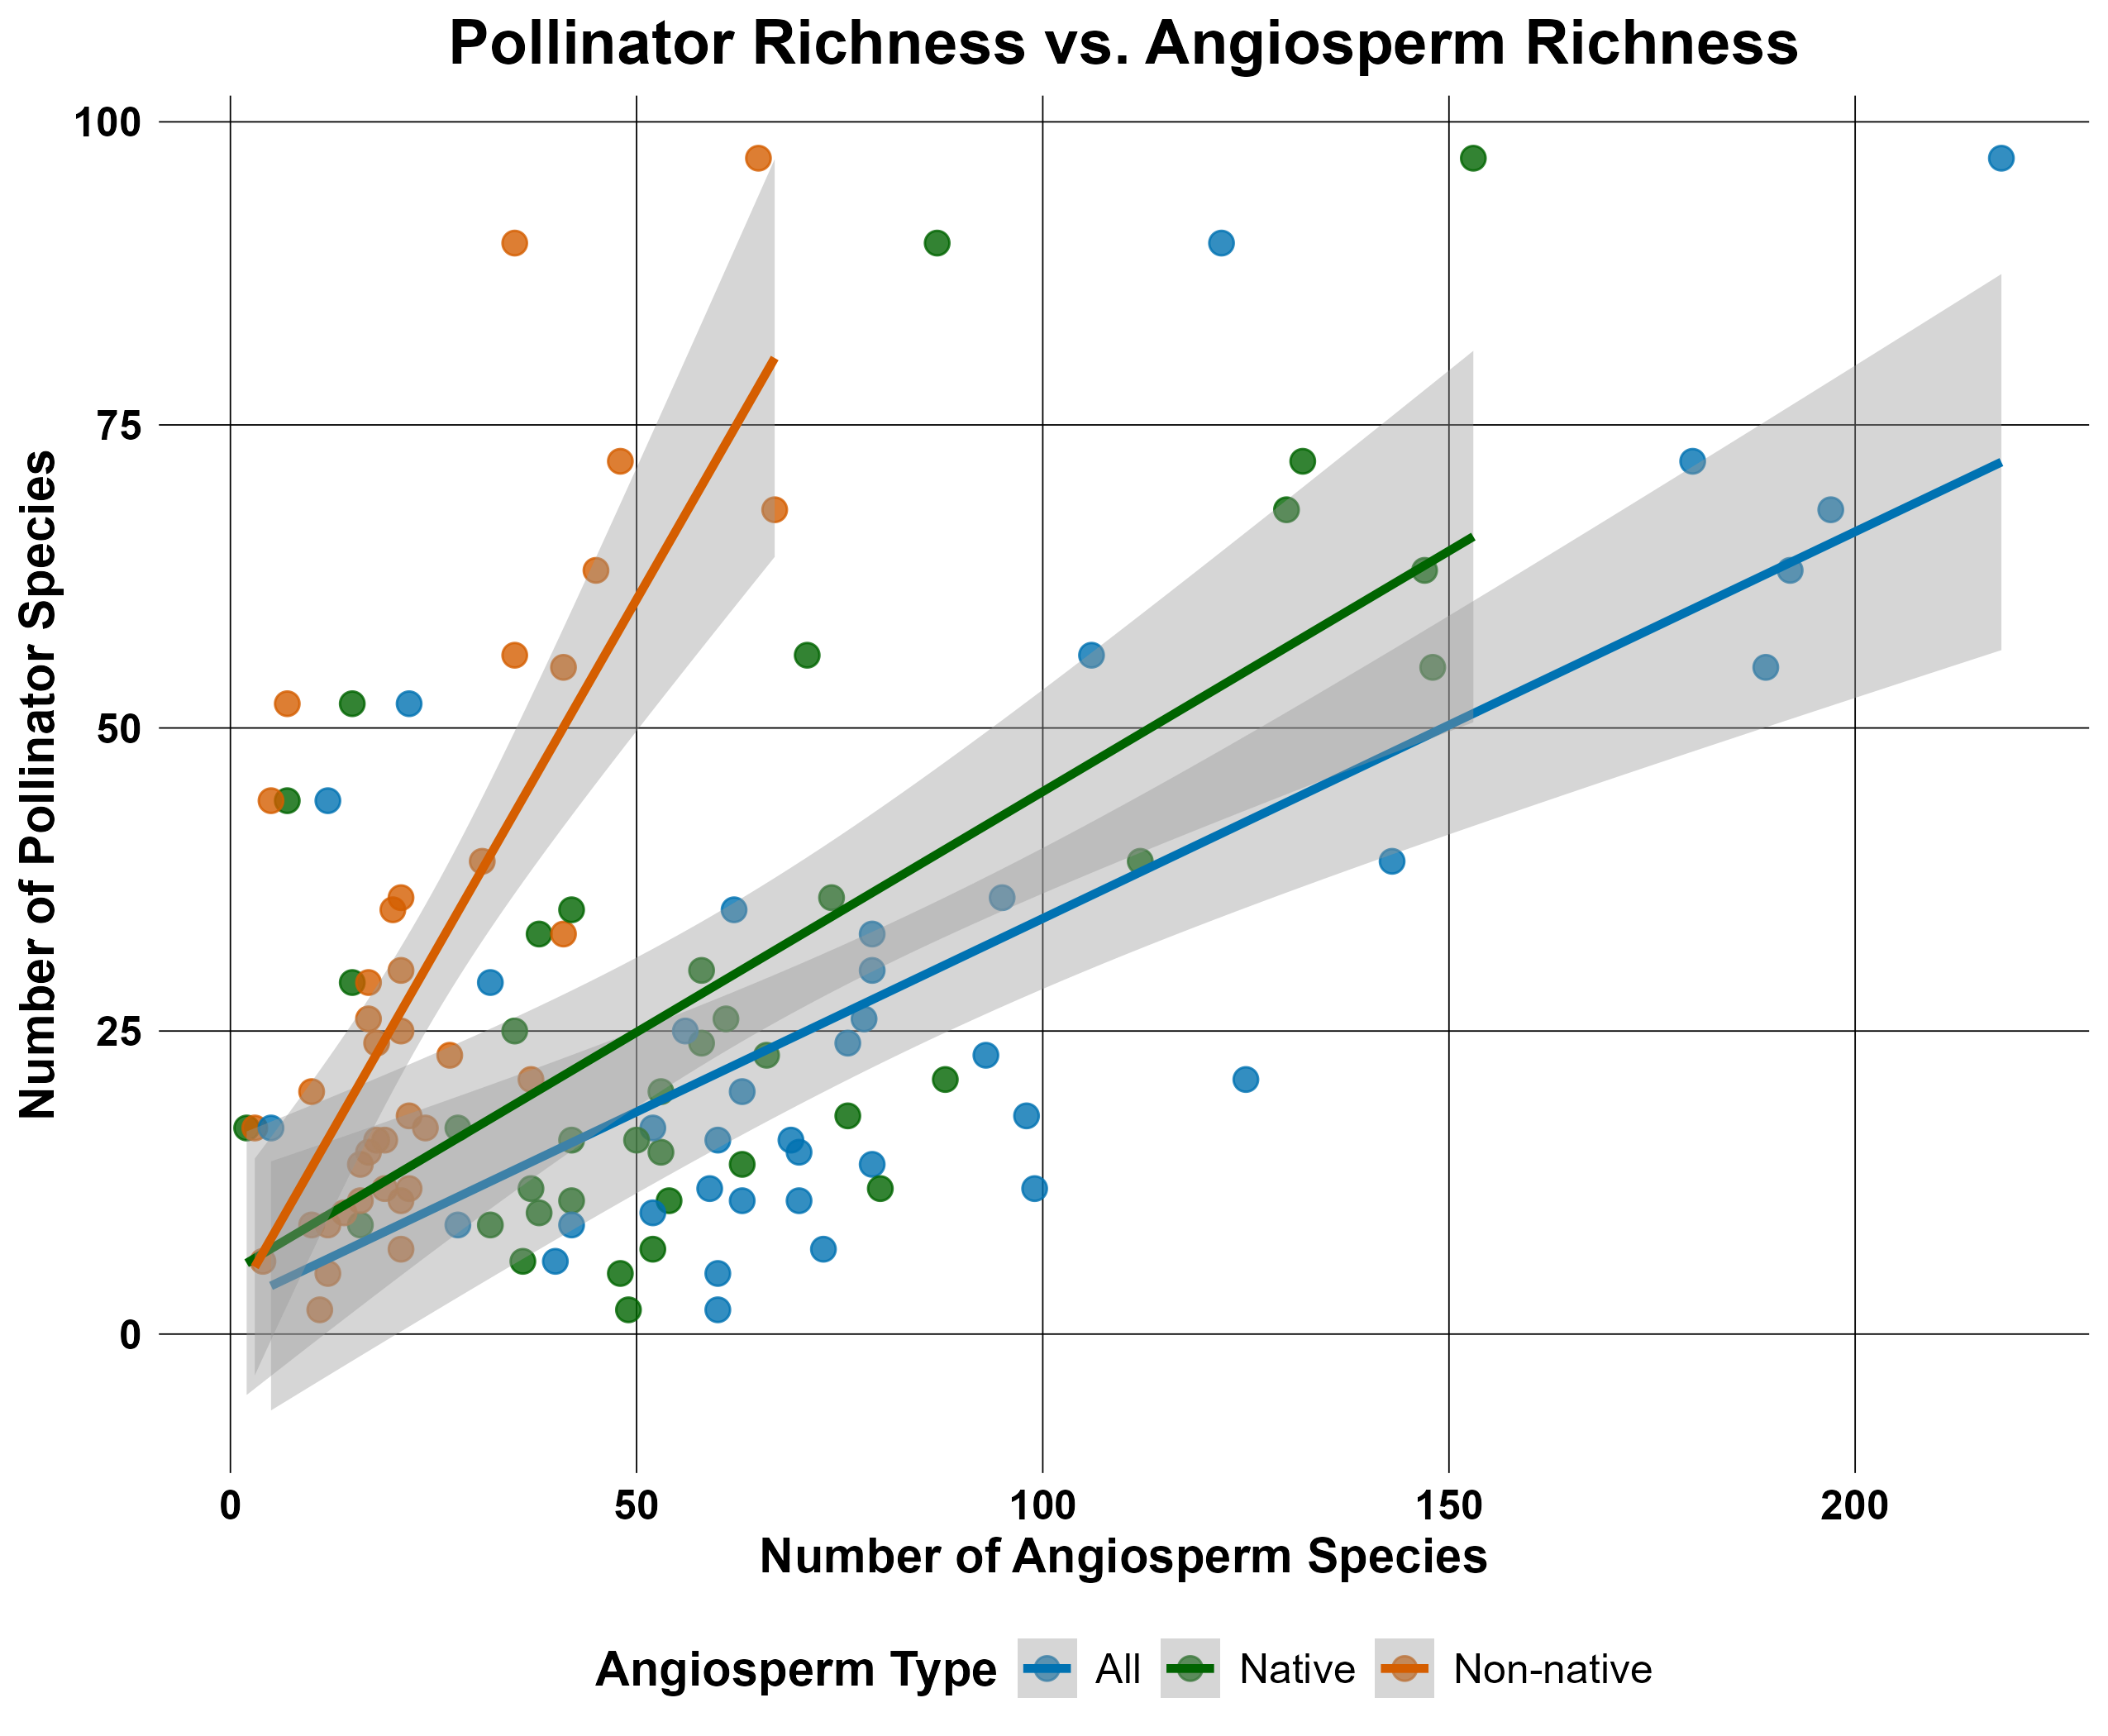 Pollinator Richness vs. Angiosperm Richness
Number of Pollinator Species
100
75
50
25
0
0 50 100 150 200
Number of Angiosperm Species
Angiosperm Type All Native Non-native